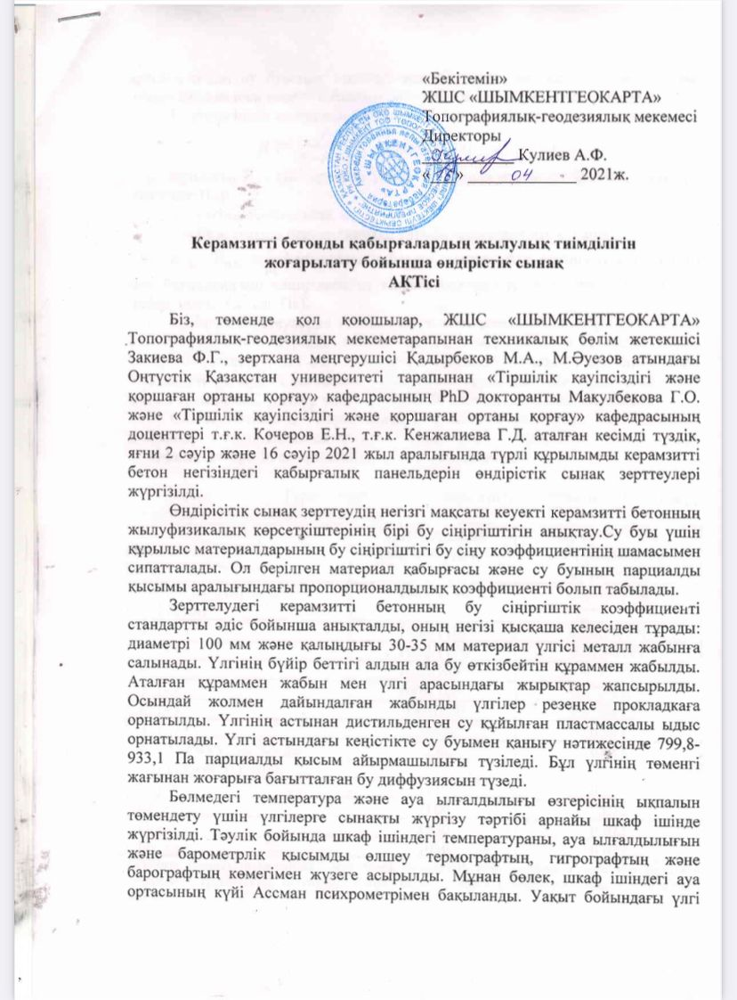 «Бекітемін»
ЖШС «ШЫМКЕНТГЕОКАРТА»
Топографиялық-геодезиялық мекемесі
Директоры
Кулиев А.Ф.
«16» 04 2021ж.
«ШЫМКЕНТГЕОКАРТА»
Керамзитті бетонды қабырғалардың жылулық тиімділігін
жоғарылату бойынша өндірістік сынақ
АКТісі
Біз, төменде қол қоюшылар, ЖШС «ШЫМКЕНТГЕОКАРТА»
Топографиялық-геодезиялық мекеметарапынан техникалық бөлім жетекшісі
Закиева Ф.Г., зертхана меңгерушісі Қадырбеков М.А., М.Әуезов атындағы
Оңтүстік Қазақстан университеті тарапынан «Тіршілік қауіпсіздігі және
қоршаған ортаны қорғау» кафедрасының PhD докторанты Макулбекова Г.О.
және «Тіршілік қауіпсіздігі және қоршаған ортаны қорғау» кафедрасының
доценттері т.ғ.к. Кочеров Е.Н., т.ғ.к. Кенжалиева Г.Д. аталған кесімді түздік,
яғни 2 сәуір және 16 сәуір 2021 жыл аралығында түрлі құрылымды керамзитті
бетон негізіндегі қабырғалық панельдерін өндірістік сынақ зерттеулері
жүргізілді.
Өндірісітік сынақ зерттеудің негізгі мақсаты кеуекті керамзитті бетонның
жылуфизикалық көрсеткіштерінің бірі бу сіңіргіштігін анықтау.Су буы үшін
құрылыс материалдарының бу сіңіргіштігі бу сіңу коэффициентінің шамасымен
сипатталады. Ол берілген материал қабырғасы және су буының парциалды
қысымы аралығындағы пропорционалдылық коэффициенті болып табылады.
Зерттелудегі керамзитті бетонның бу сіңіргіштік коэффициенті
стандартты әдіс бойынша анықталды, оның негізі қысқаша келесіден тұрады:
диаметрі 100 мм және қалыңдығы 30-35 мм материал үлгісі металл жабынға
салынады. Үлгінің бүйір беттігі алдын ала бу өткізбейтін құраммен жабылды.
Аталған құраммен жабын мен үлгі арасындағы жырықтар жапсырылды.
Осындай жолмен дайындалған жабынды үлгілер резеңке прокладкаға
орнатылды. Үлгінің астынан дистильденген су құйылған пластмассалы ыдыс
орнатылады. Үлгі астындағы кеңістікте су буымен қанығу нәтижесінде 799,8-
933,1 Па парциалды қысым айырмашылығы түзіледі. Бұл үлгінің төменгі
жағынан жоғарыға бағытталған бу диффузиясын түзеді.
Бөлмедегі температура және ауа ылғалдылығы өзгерісінің ықпалын
төмендету үшін үлгілерге сынақты жүргізу тәртібі арнайы шкаф ішінде
жүргізілді. Тәулік бойында шкаф ішіндегі температураны, ауа ылғалдылығын
және барометрлік қысымды өлшеу термографтың, гигрографтың және
барографтың көмегімен жүзеге асырылды. Мұнан бөлек, шкаф ішіндегі ауа
ортасының күйі Ассман психрометрімен бақыланды. Уақыт бойындағы үлгі